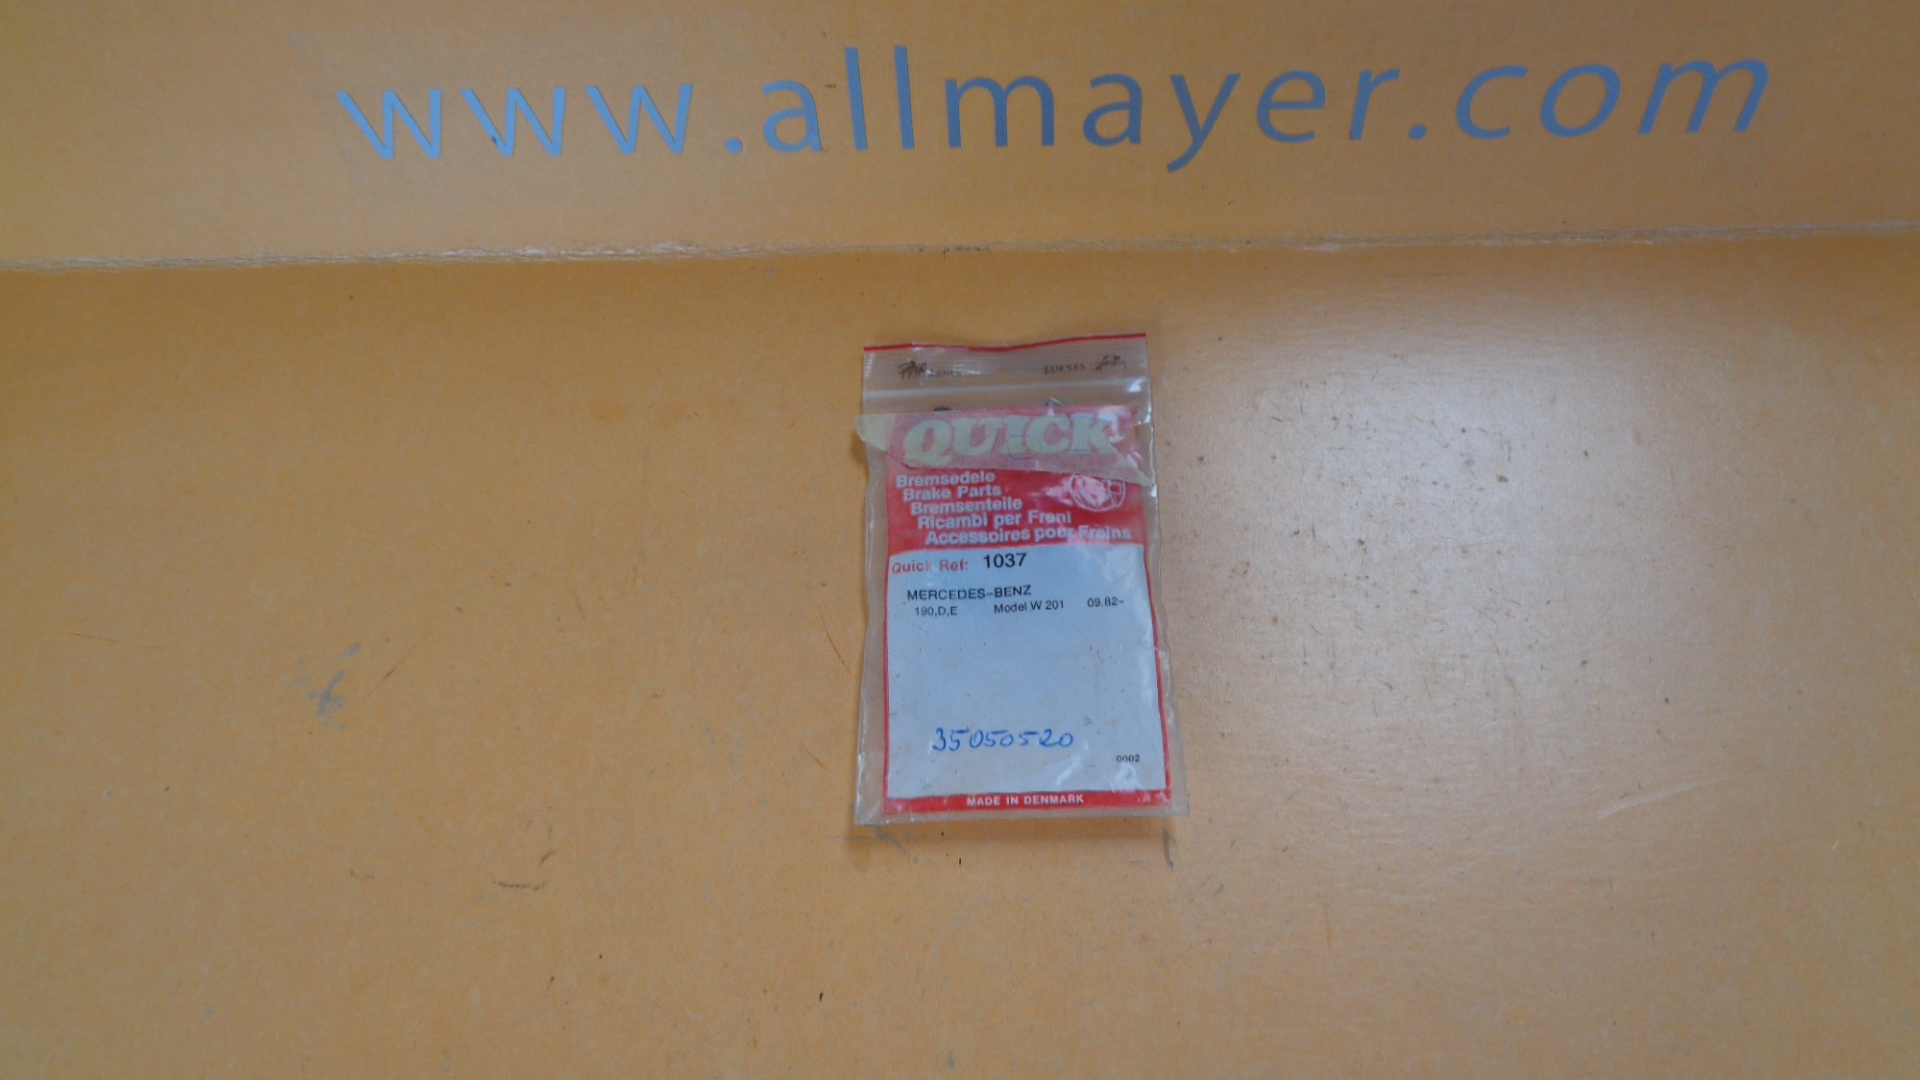 www.allmayer.com
QUICK
Bremsedele
Brake Parts
Bremsenteile
Ricambi per Freni
Accessoires pour Freins
Quick Ref: 1037
MERCEDES-BENZ
190,D,E Model W 201 09.82-
35050520
0002
MADE IN DENMARK